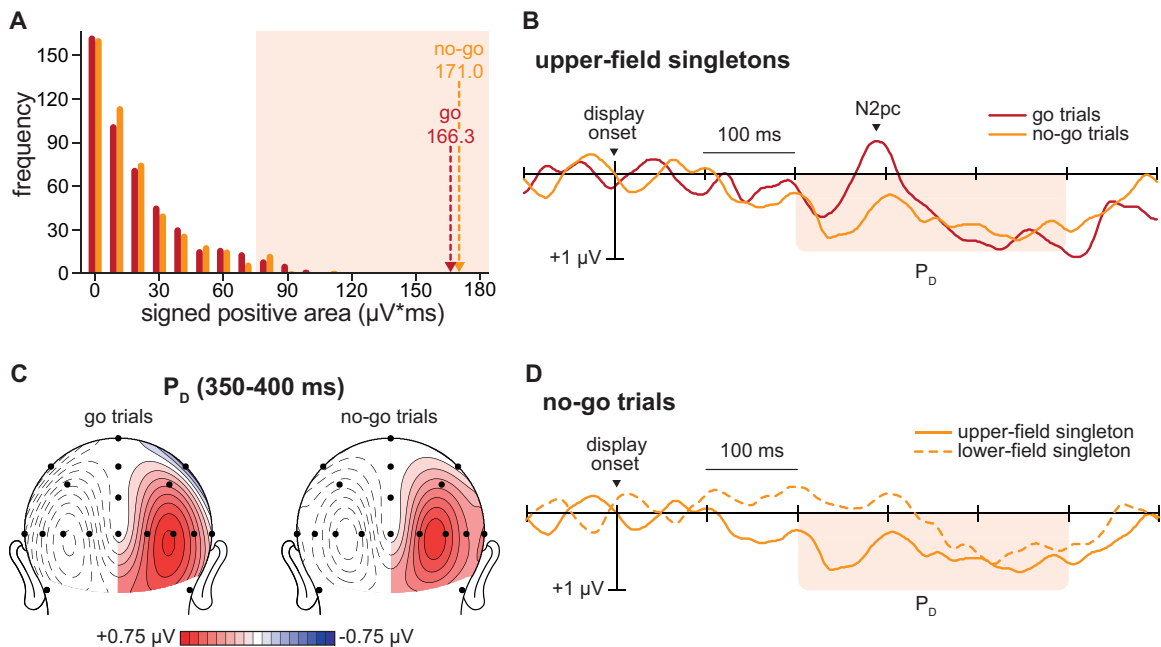 A
150
120
90
60
30
0
frequency
no-go
171.0
go
166.3
0 30 60 90 120 150 180
signed positive area (µV*ms)
B
upper-field singletons
display
onset
100 ms
N2pc
go trials
no-go trials
+1 µV
P_D
C
P_D (350-400 ms)
go trials
no-go trials
+0.75 µV
-0.75 µV
D
no-go trials
display
onset
100 ms
upper-field singleton
lower-field singleton
+1 µV
P_D